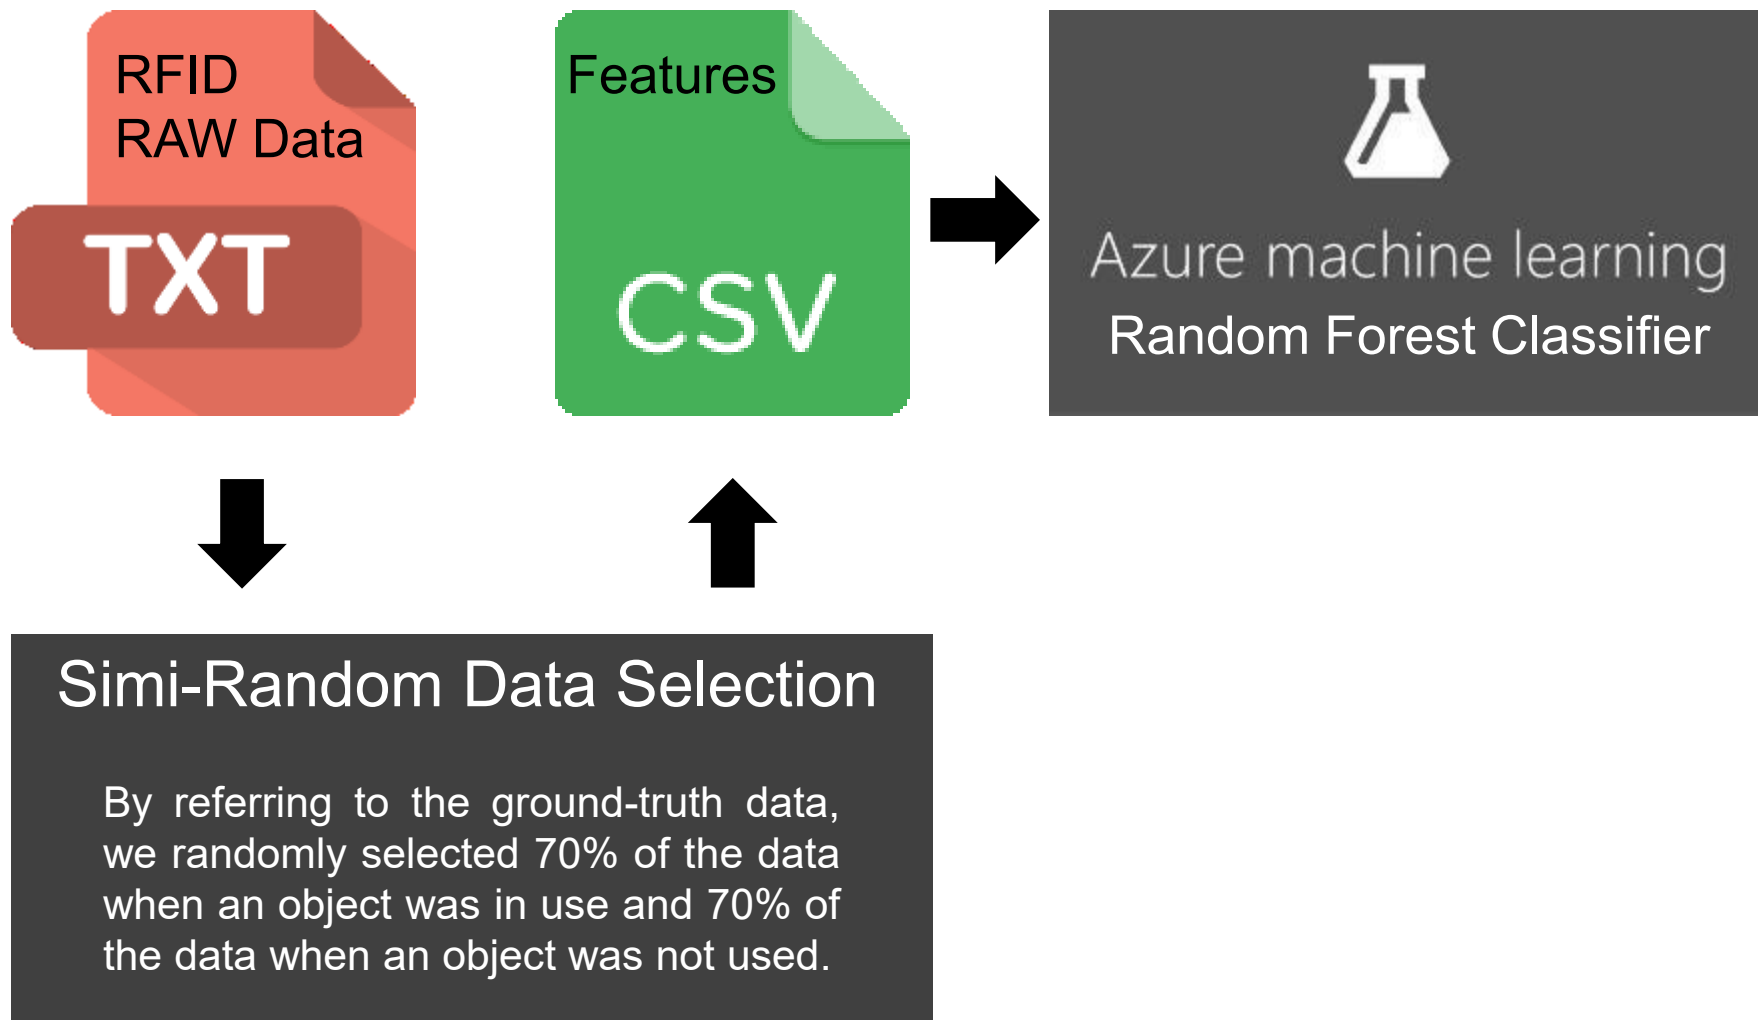 RFID
RAW Data
TXT
Features
CSV
Azure machine learning
Random Forest Classifier
Simi-Random Data Selection
By referring to the ground-truth data,
we randomly selected 70% of the data
when an object was in use and 70% of
the data when an object was not used.